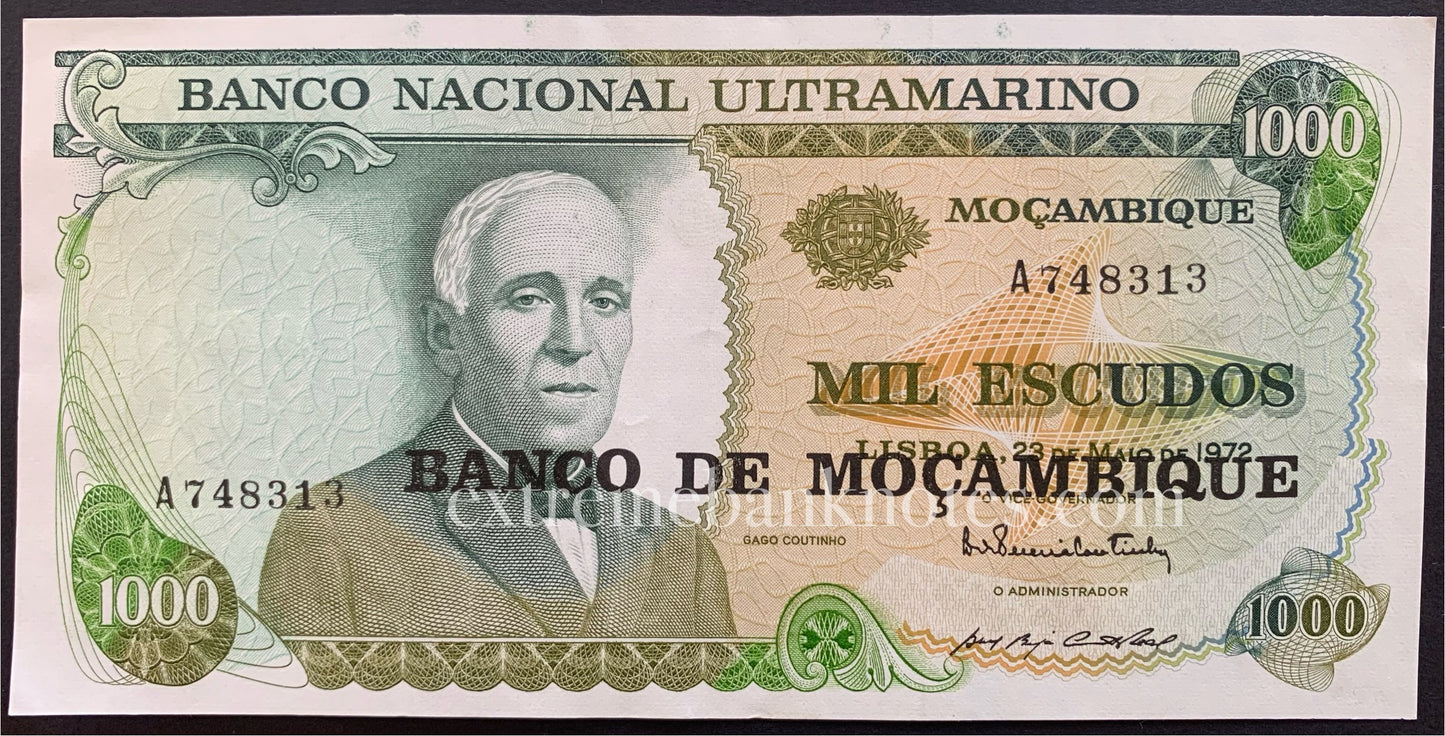 BANCO NACIONAL ULTRAMARINO
1000
MOÇAMBIQUE
A748313
MIL ESCUDOS
LISBOA, 23 DE MAIO DE 1972
BANCO DE MOÇAMBIQUE
A748313
extremebanknotes.com
O VICE-GOVERNADOR
GAGO COUTINHO
O ADMINISTRADOR
1000
1000